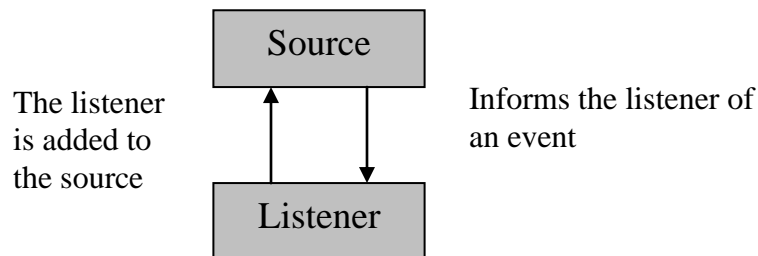 Source
The listener
is added to
the source
Informs the listener of
an event
Listener